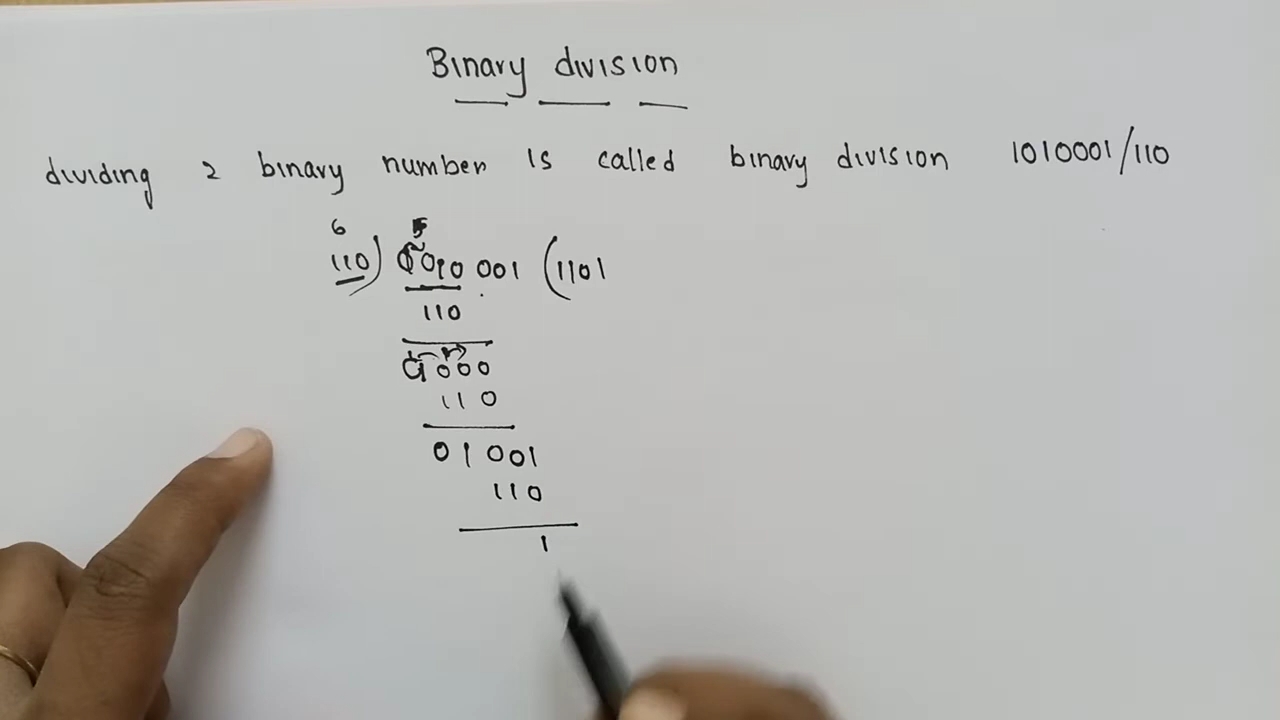 Binary division
dividing 2 binary number is called binary division 1010001/110
6 5
110) 1010 001 (1101
110
1000
110
01001
110
1